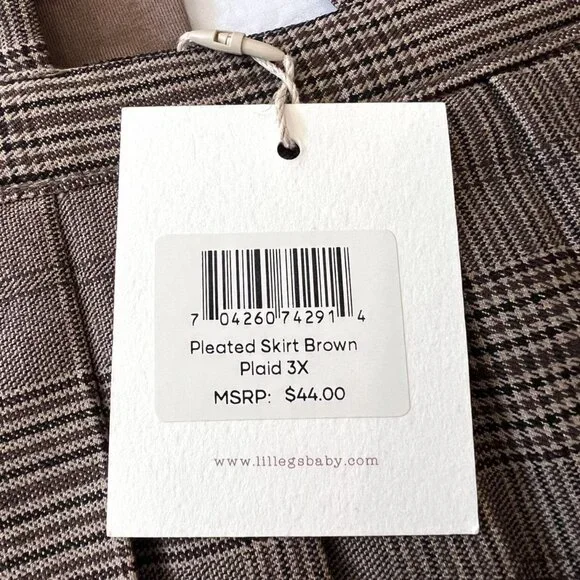 7 04260 74291 4
Pleated Skirt Brown
Plaid 3X
MSRP: $44.00
www.lillegsbaby.com